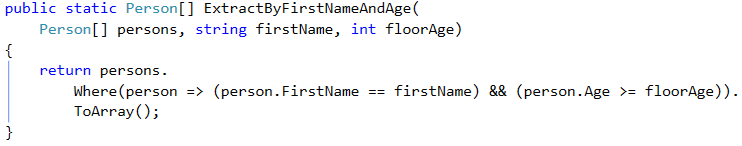 public static Person[] ExtractByFirstNameAndAge(
    Person[] persons, string firstName, int floorAge)
{
    return persons.
        Where(person => (person.FirstName == firstName) && (person.Age >= floorAge)).
        ToArray();
}